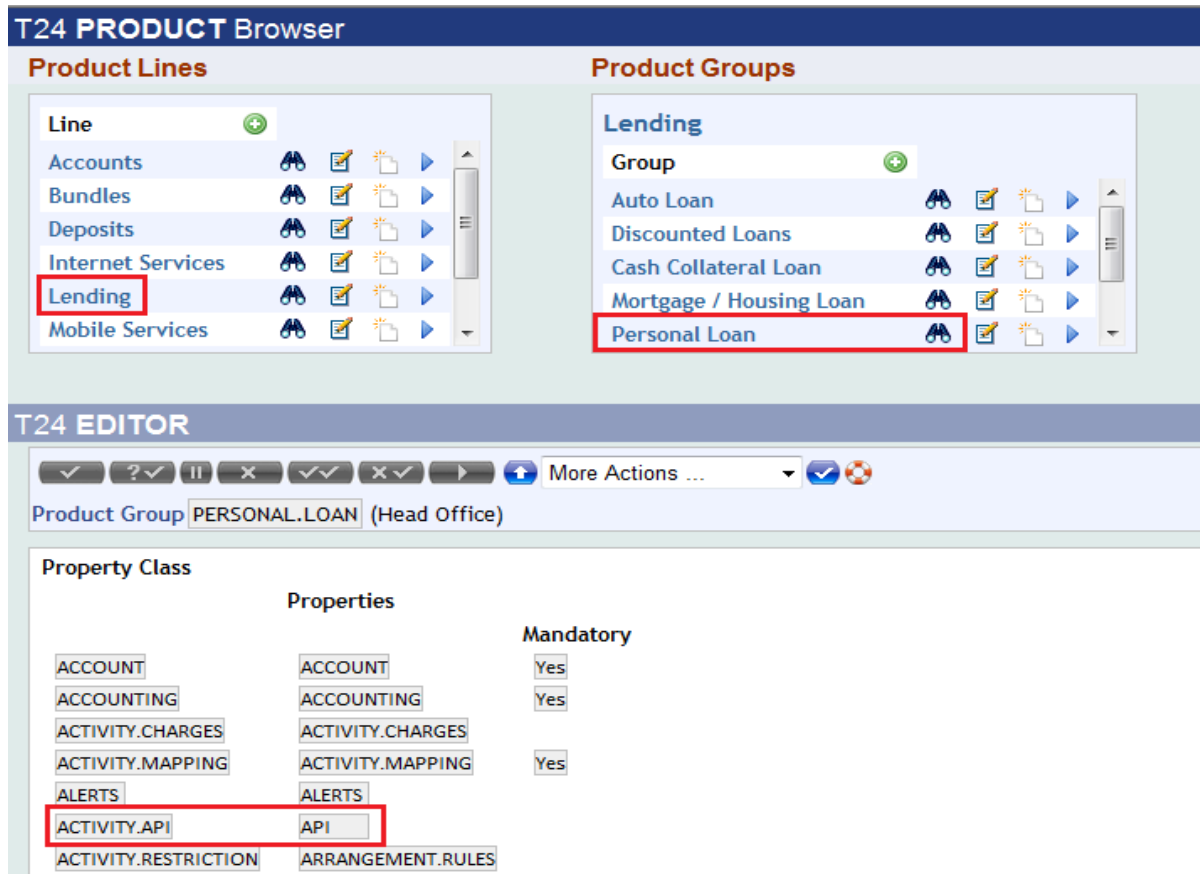 T24 PRODUCT Browser
Product Lines
Line
Accounts
Bundles
Deposits
Internet Services
Lending
Mobile Services
Product Groups
Lending
Group
Auto Loan
Discounted Loans
Cash Collateral Loan
Mortgage / Housing Loan
Personal Loan
T24 EDITOR
More Actions ...
Product Group PERSONAL.LOAN (Head Office)
Property Class
Properties
Mandatory
ACCOUNT ACCOUNT Yes
ACCOUNTING ACCOUNTING Yes
ACTIVITY.CHARGES ACTIVITY.CHARGES
ACTIVITY.MAPPING ACTIVITY.MAPPING Yes
ALERTS ALERTS
ACTIVITY.API API
ACTIVITY.RESTRICTION ARRANGEMENT.RULES